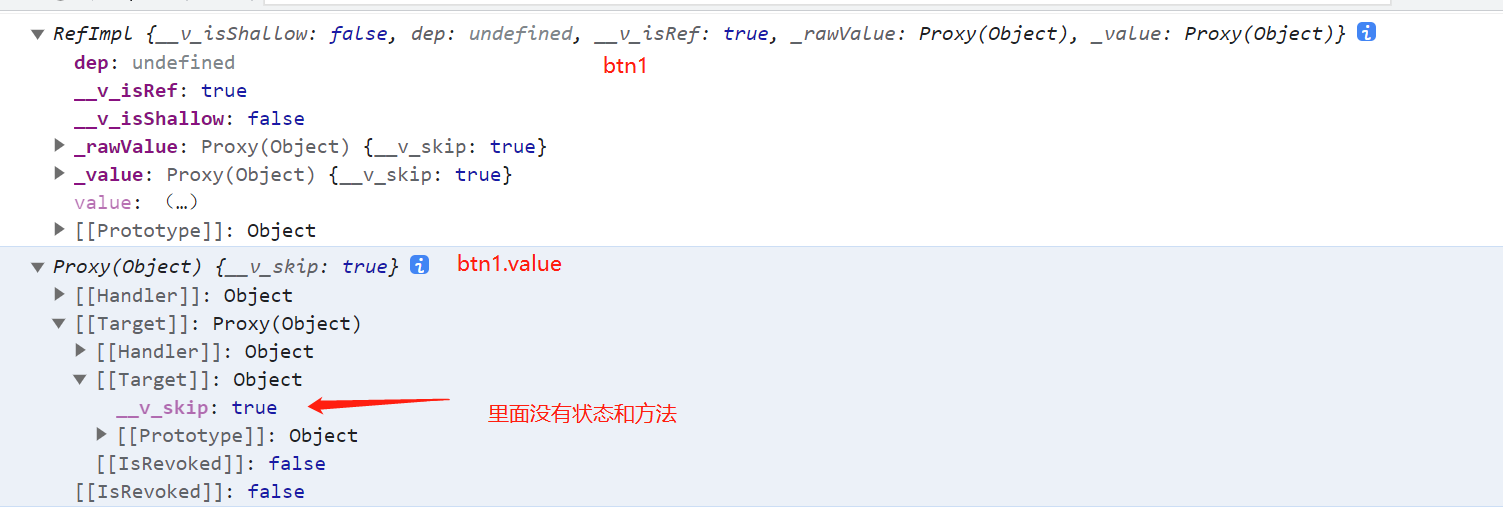 RefImpl {__v_isShallow: false, dep: undefined, __v_isRef: true, _rawValue: Proxy(Object), _value: Proxy(Object)} i
dep: undefined
btn1
__v_isRef: true
__v_isShallow: false
_rawValue: Proxy(Object) {__v_skip: true}
_value: Proxy(Object) {__v_skip: true}
value: （…）
[[Prototype]]: Object
Proxy(Object) {__v_skip: true} i btn1.value
[[Handler]]: Object
[[Target]]: Proxy(Object)
[[Handler]]: Object
[[Target]]: Object
__v_skip: true
里面没有状态和方法
[[Prototype]]: Object
[[IsRevoked]]: false
[[IsRevoked]]: false